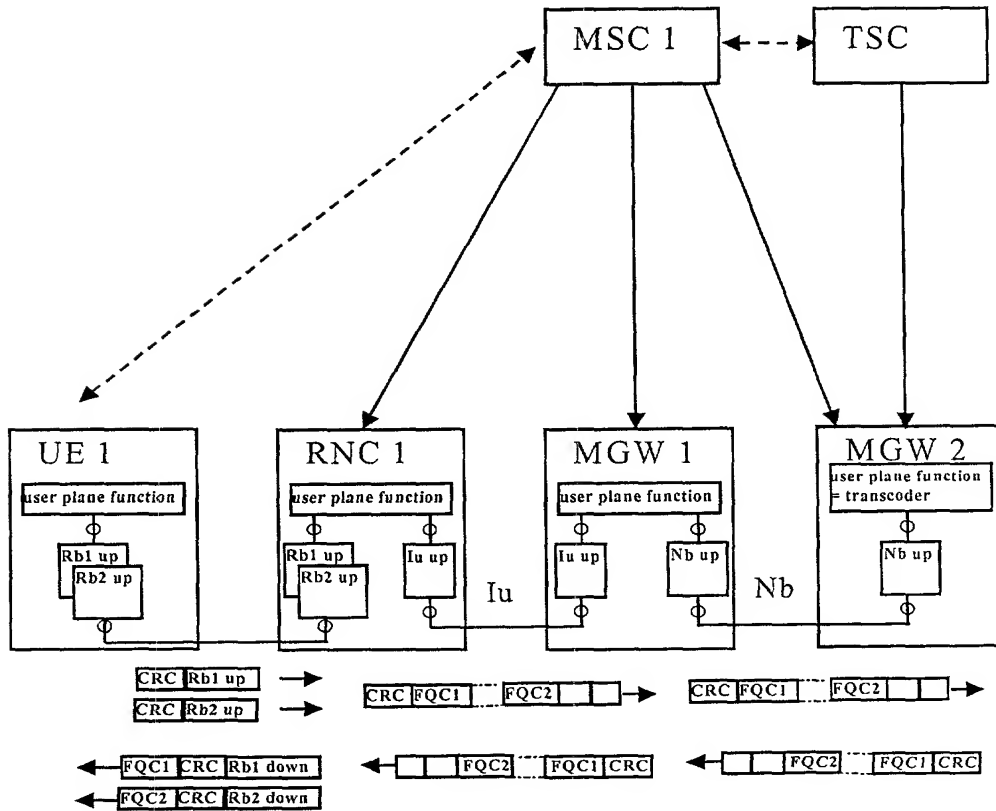 MSC 1
TSC
UE 1
RNC 1
MGW 1
MGW 2
user plane function
user plane function
user plane function
user plane function
= transcoder
Rb1 up
Rb2 up
Rb1 up
Rb2 up
Iu up
Iu
Iu up
Nb up
Nb
Nb up
CRC Rb1 up
CRC Rb2 up
CRC FQC1 FQC2
CRC FQC1 FQC2
FQC1 CRC Rb1 down
FQC2 CRC Rb2 down
FQC2 FQC1 CRC
FQC2 FQC1 CRC